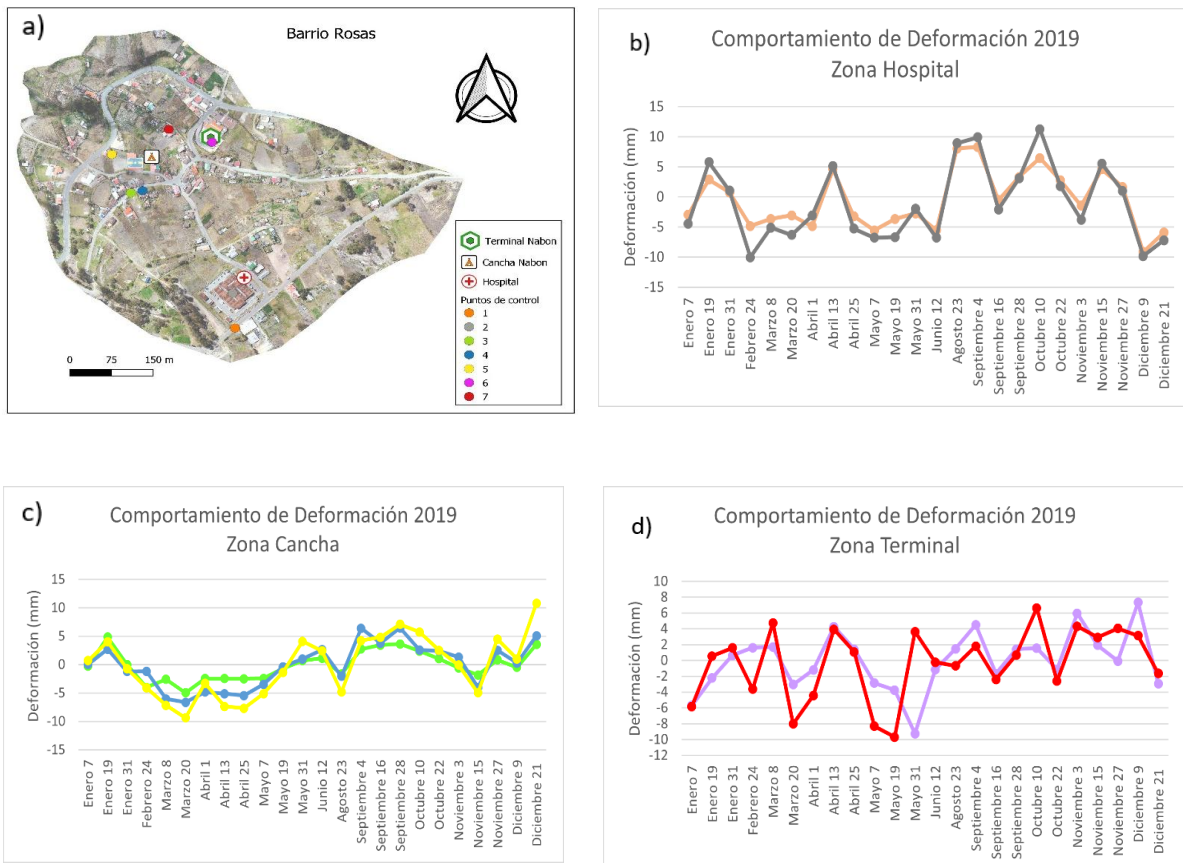 a)
Barrio Rosas
Terminal Nabon
Cancha Nabon
Hospital
Puntos de control
1
2
3
4
5
6
7
0 75 150 m
b)
Comportamiento de Deformación 2019
Zona Hospital
Deformación (mm)
15
10
5
0
-5
-10
-15
Enero 7
Enero 19
Enero 31
Febrero 24
Marzo 8
Marzo 20
Abril 1
Abril 13
Abril 25
Mayo 7
Mayo 19
Mayo 31
Junio 12
Agosto 23
Septiembre 4
Septiembre 16
Septiembre 28
Octubre 10
Octubre 22
Noviembre 3
Noviembre 15
Noviembre 27
Diciembre 9
Diciembre 21
c)
Comportamiento de Deformación 2019
Zona Cancha
Deformación (mm)
15
10
5
0
-5
-10
-15
Enero 7
Enero 19
Enero 31
Febrero 24
Marzo 8
Marzo 20
Abril 1
Abril 13
Abril 25
Mayo 7
Mayo 19
Mayo 31
Junio 12
Agosto 23
Septiembre 4
Septiembre 16
Septiembre 28
Octubre 10
Octubre 22
Noviembre 3
Noviembre 15
Noviembre 27
Diciembre 9
Diciembre 21
d)
Comportamiento de Deformación 2019
Zona Terminal
Deformación (mm)
10
8
6
4
2
0
-2
-4
-6
-8
-10
-12
Enero 7
Enero 19
Enero 31
Febrero 24
Marzo 8
Marzo 20
Abril 1
Abril 13
Abril 25
Mayo 7
Mayo 19
Mayo 31
Junio 12
Agosto 23
Septiembre 4
Septiembre 16
Septiembre 28
Octubre 10
Octubre 22
Noviembre 3
Noviembre 15
Noviembre 27
Diciembre 9
Diciembre 21